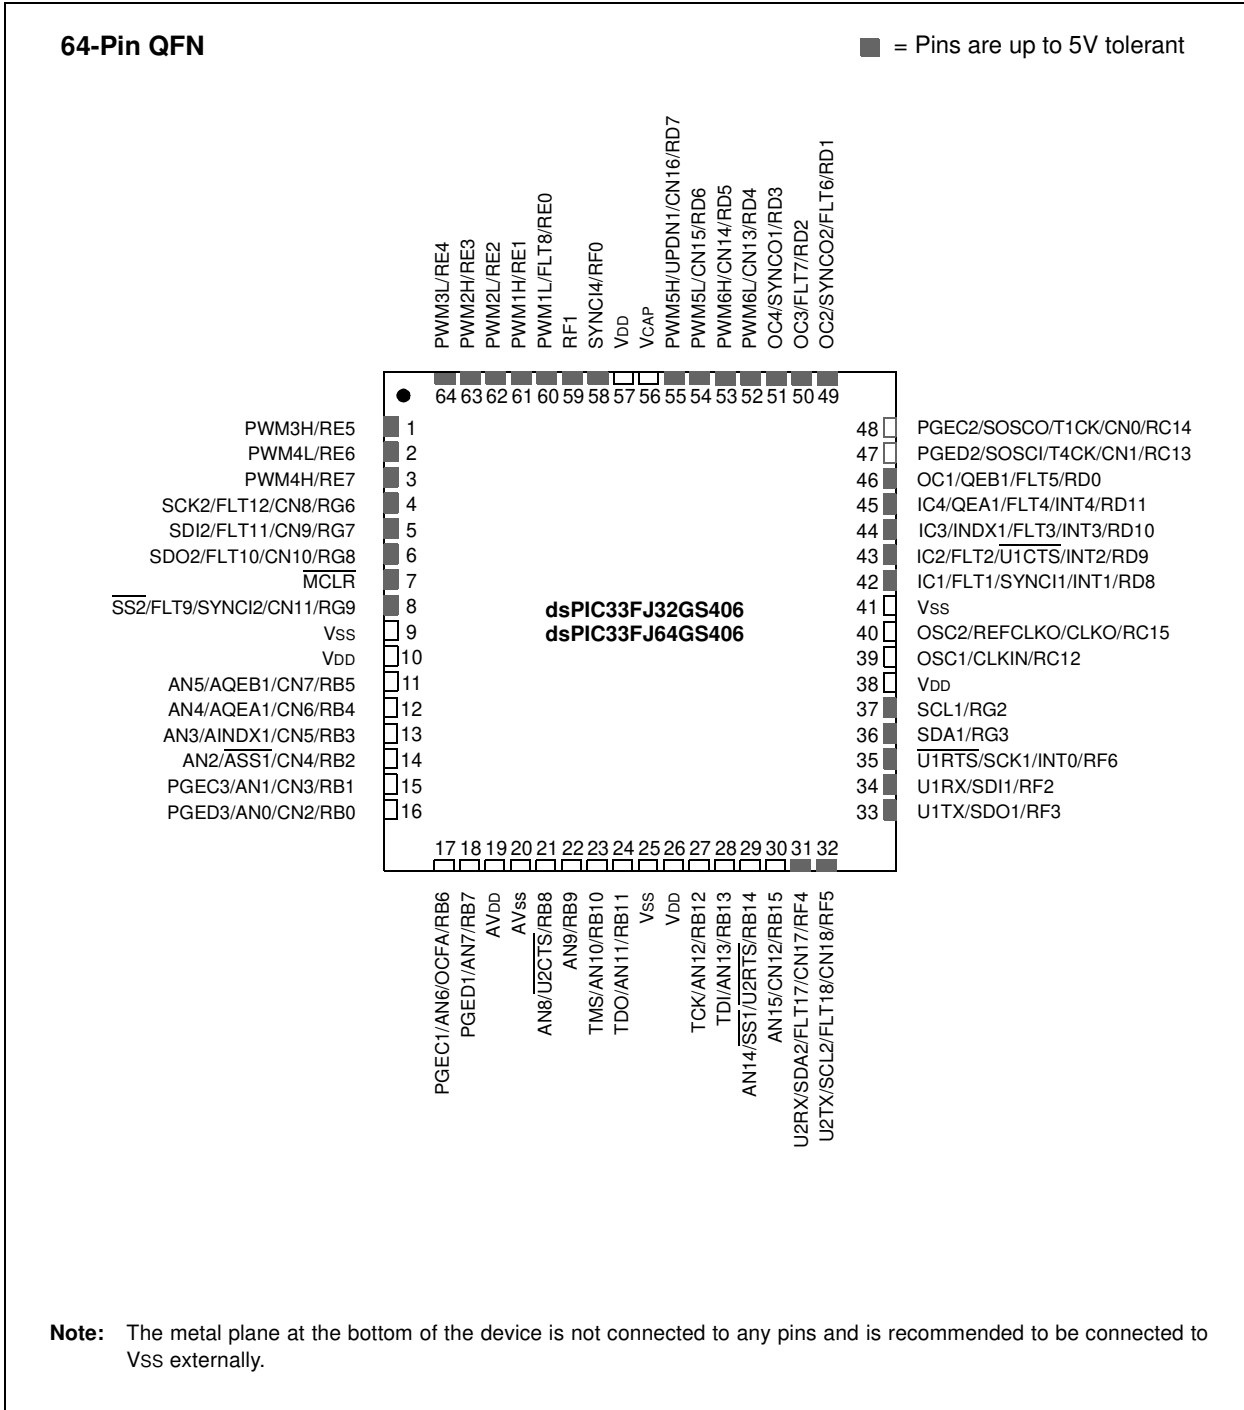 64-Pin QFN
= Pins are up to 5V tolerant
PWM3L/RE4
PWM2H/RE3
PWM2L/RE2
PWM1H/RE1
PWM1L/FLT8/RE0
RF1
SYNCI4/RF0
VDD
VCAP
PWM5H/UPDN1/CN16/RD7
PWM5L/CN15/RD6
PWM6H/CN14/RD5
PWM6L/CN13/RD4
OC4/SYNCO1/RD3
OC3/FLT7/RD2
OC2/SYNCO2/FLT6/RD1
64 63 62 61 60 59 58 57 56 55 54 53 52 51 50 49
PWM3H/RE5 1
PWM4L/RE6 2
PWM4H/RE7 3
SCK2/FLT12/CN8/RG6 4
SDI2/FLT11/CN9/RG7 5
SDO2/FLT10/CN10/RG8 6
MCLR 7
SS2/FLT9/SYNCI2/CN11/RG9 8
VSS 9
VDD 10
AN5/AQEB1/CN7/RB5 11
AN4/AQEA1/CN6/RB4 12
AN3/AINDX1/CN5/RB3 13
AN2/ASS1/CN4/RB2 14
PGEC3/AN1/CN3/RB1 15
PGED3/AN0/CN2/RB0 16
dsPIC33FJ32GS406
dsPIC33FJ64GS406
48 PGEC2/SOSCO/T1CK/CN0/RC14
47 PGED2/SOSCI/T4CK/CN1/RC13
46 OC1/QEB1/FLT5/RD0
45 IC4/QEA1/FLT4/INT4/RD11
44 IC3/INDX1/FLT3/INT3/RD10
43 IC2/FLT2/U1CTS/INT2/RD9
42 IC1/FLT1/SYNCI1/INT1/RD8
41 VSS
40 OSC2/REFCLKO/CLKO/RC15
39 OSC1/CLKIN/RC12
38 VDD
37 SCL1/RG2
36 SDA1/RG3
35 U1RTS/SCK1/INT0/RF6
34 U1RX/SDI1/RF2
33 U1TX/SDO1/RF3
17 18 19 20 21 22 23 24 25 26 27 28 29 30 31 32
PGEC1/AN6/OCFA/RB6
PGED1/AN7/RB7
AVDD
AVss
AN8/U2CTS/RB8
AN9/RB9
TMS/AN10/RB10
TDO/AN11/RB11
VSS
VDD
TCK/AN12/RB12
TDI/AN13/RB13
AN14/SS1/U2RTS/RB14
AN15/CN12/RB15
U2RX/SDA2/FLT17/CN17/RF4
U2TX/SCL2/FLT18/CN18/RF5
Note: The metal plane at the bottom of the device is not connected to any pins and is recommended to be connected to
VSS externally.